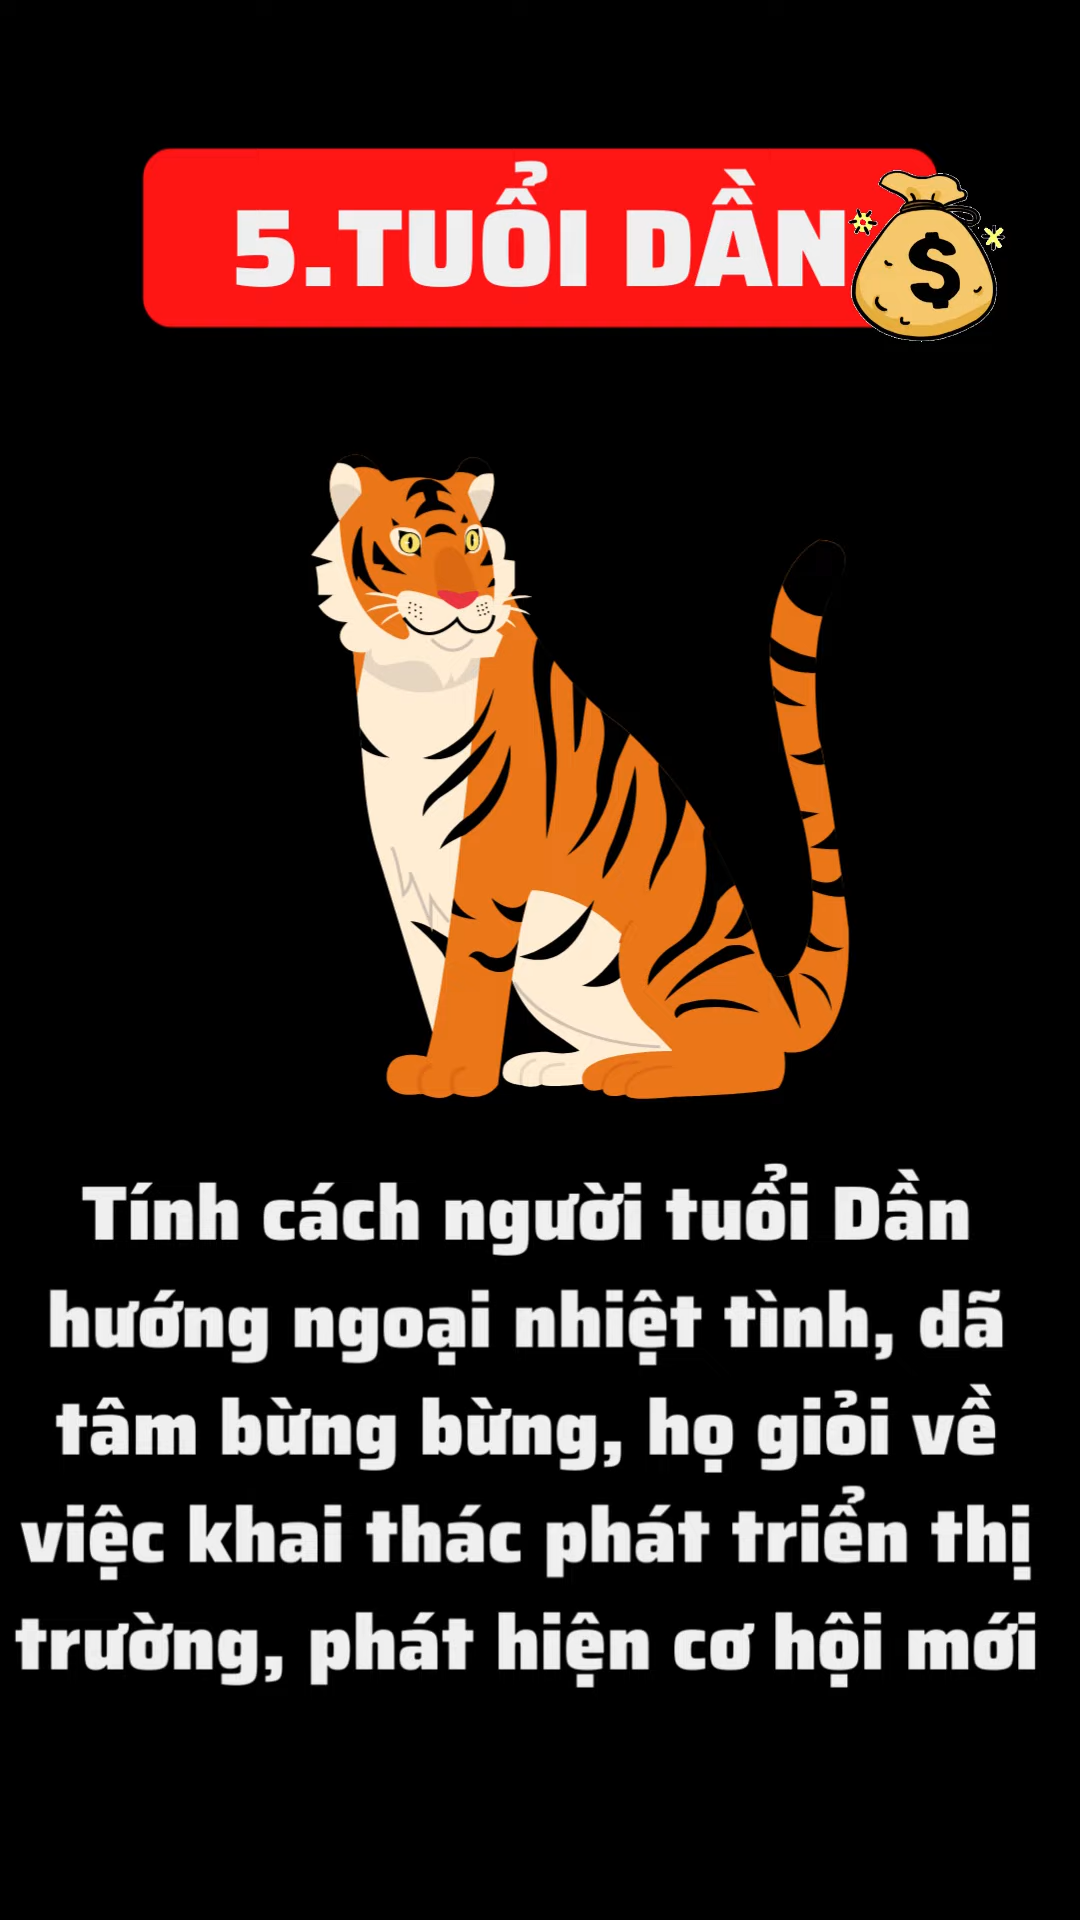 5.TUỔI DẦN
$
Tính cách người tuổi Dần
hướng ngoại nhiệt tình, dã
tâm bừng bừng, họ giỏi về
việc khai thác phát triển thị
trường, phát hiện cơ hội mới